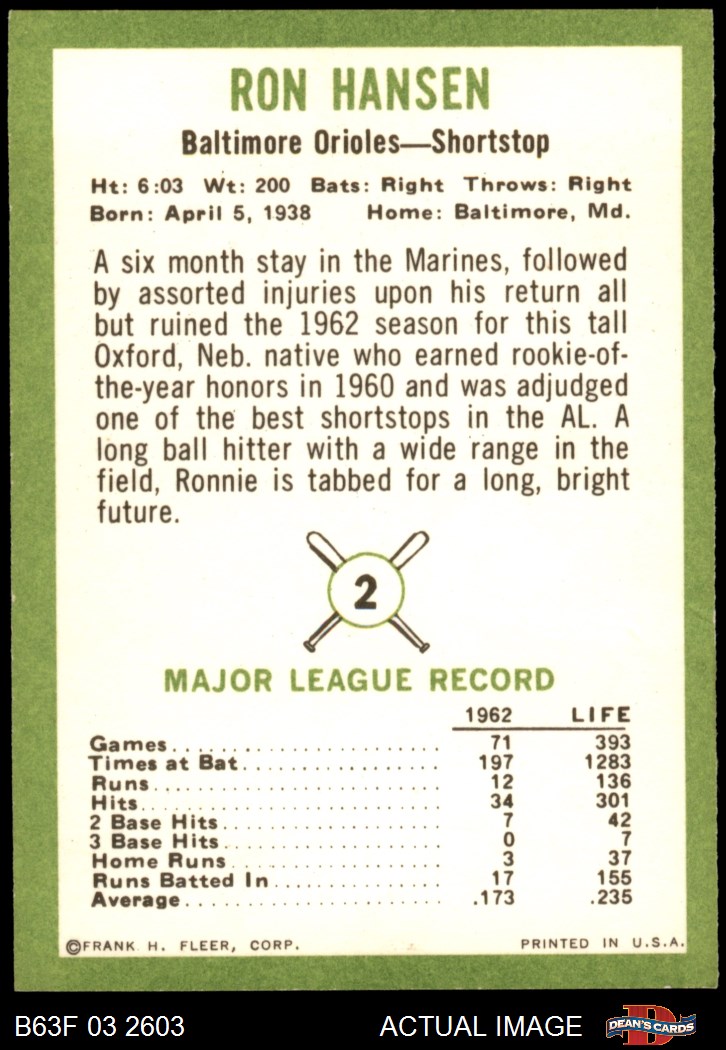 RON HANSEN
Baltimore Orioles—Shortstop
Ht: 6:03 Wt: 200 Bats: Right Throws: Right
Born: April 5, 1938 Home: Baltimore, Md.
A six month stay in the Marines, followed
by assorted injuries upon his return all
but ruined the 1962 season for this tall
Oxford, Neb. native who earned rookie-of-
the-year honors in 1960 and was adjudged
one of the best shortstops in the AL. A
long ball hitter with a wide range in the
field, Ronnie is tabbed for a long, bright
future.
2
MAJOR LEAGUE RECORD
1962 LIFE
Games 71 393
Times at Bat 197 1283
Runs 12 136
Hits 34 301
2 Base Hits 7 42
3 Base Hits 0 7
Home Runs 3 37
Runs Batted In 17 155
Average .173 .235
©FRANK H. FLEER, CORP. PRINTED IN U.S.A.
B63F 03 2603 ACTUAL IMAGE D DEAN'S CARDS